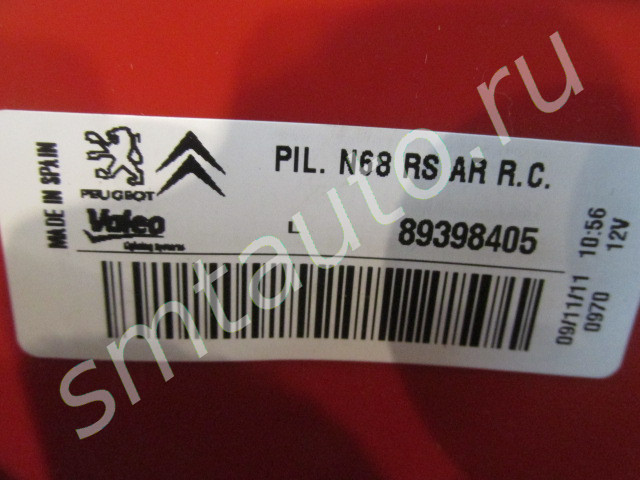 MADE IN SPAIN
PEUGEOT
PIL. N68 RS AR R.C.
Valeo
Lighting Systems
L 89398405
09/11/11 10:56
0970 12V
smtauto.ru